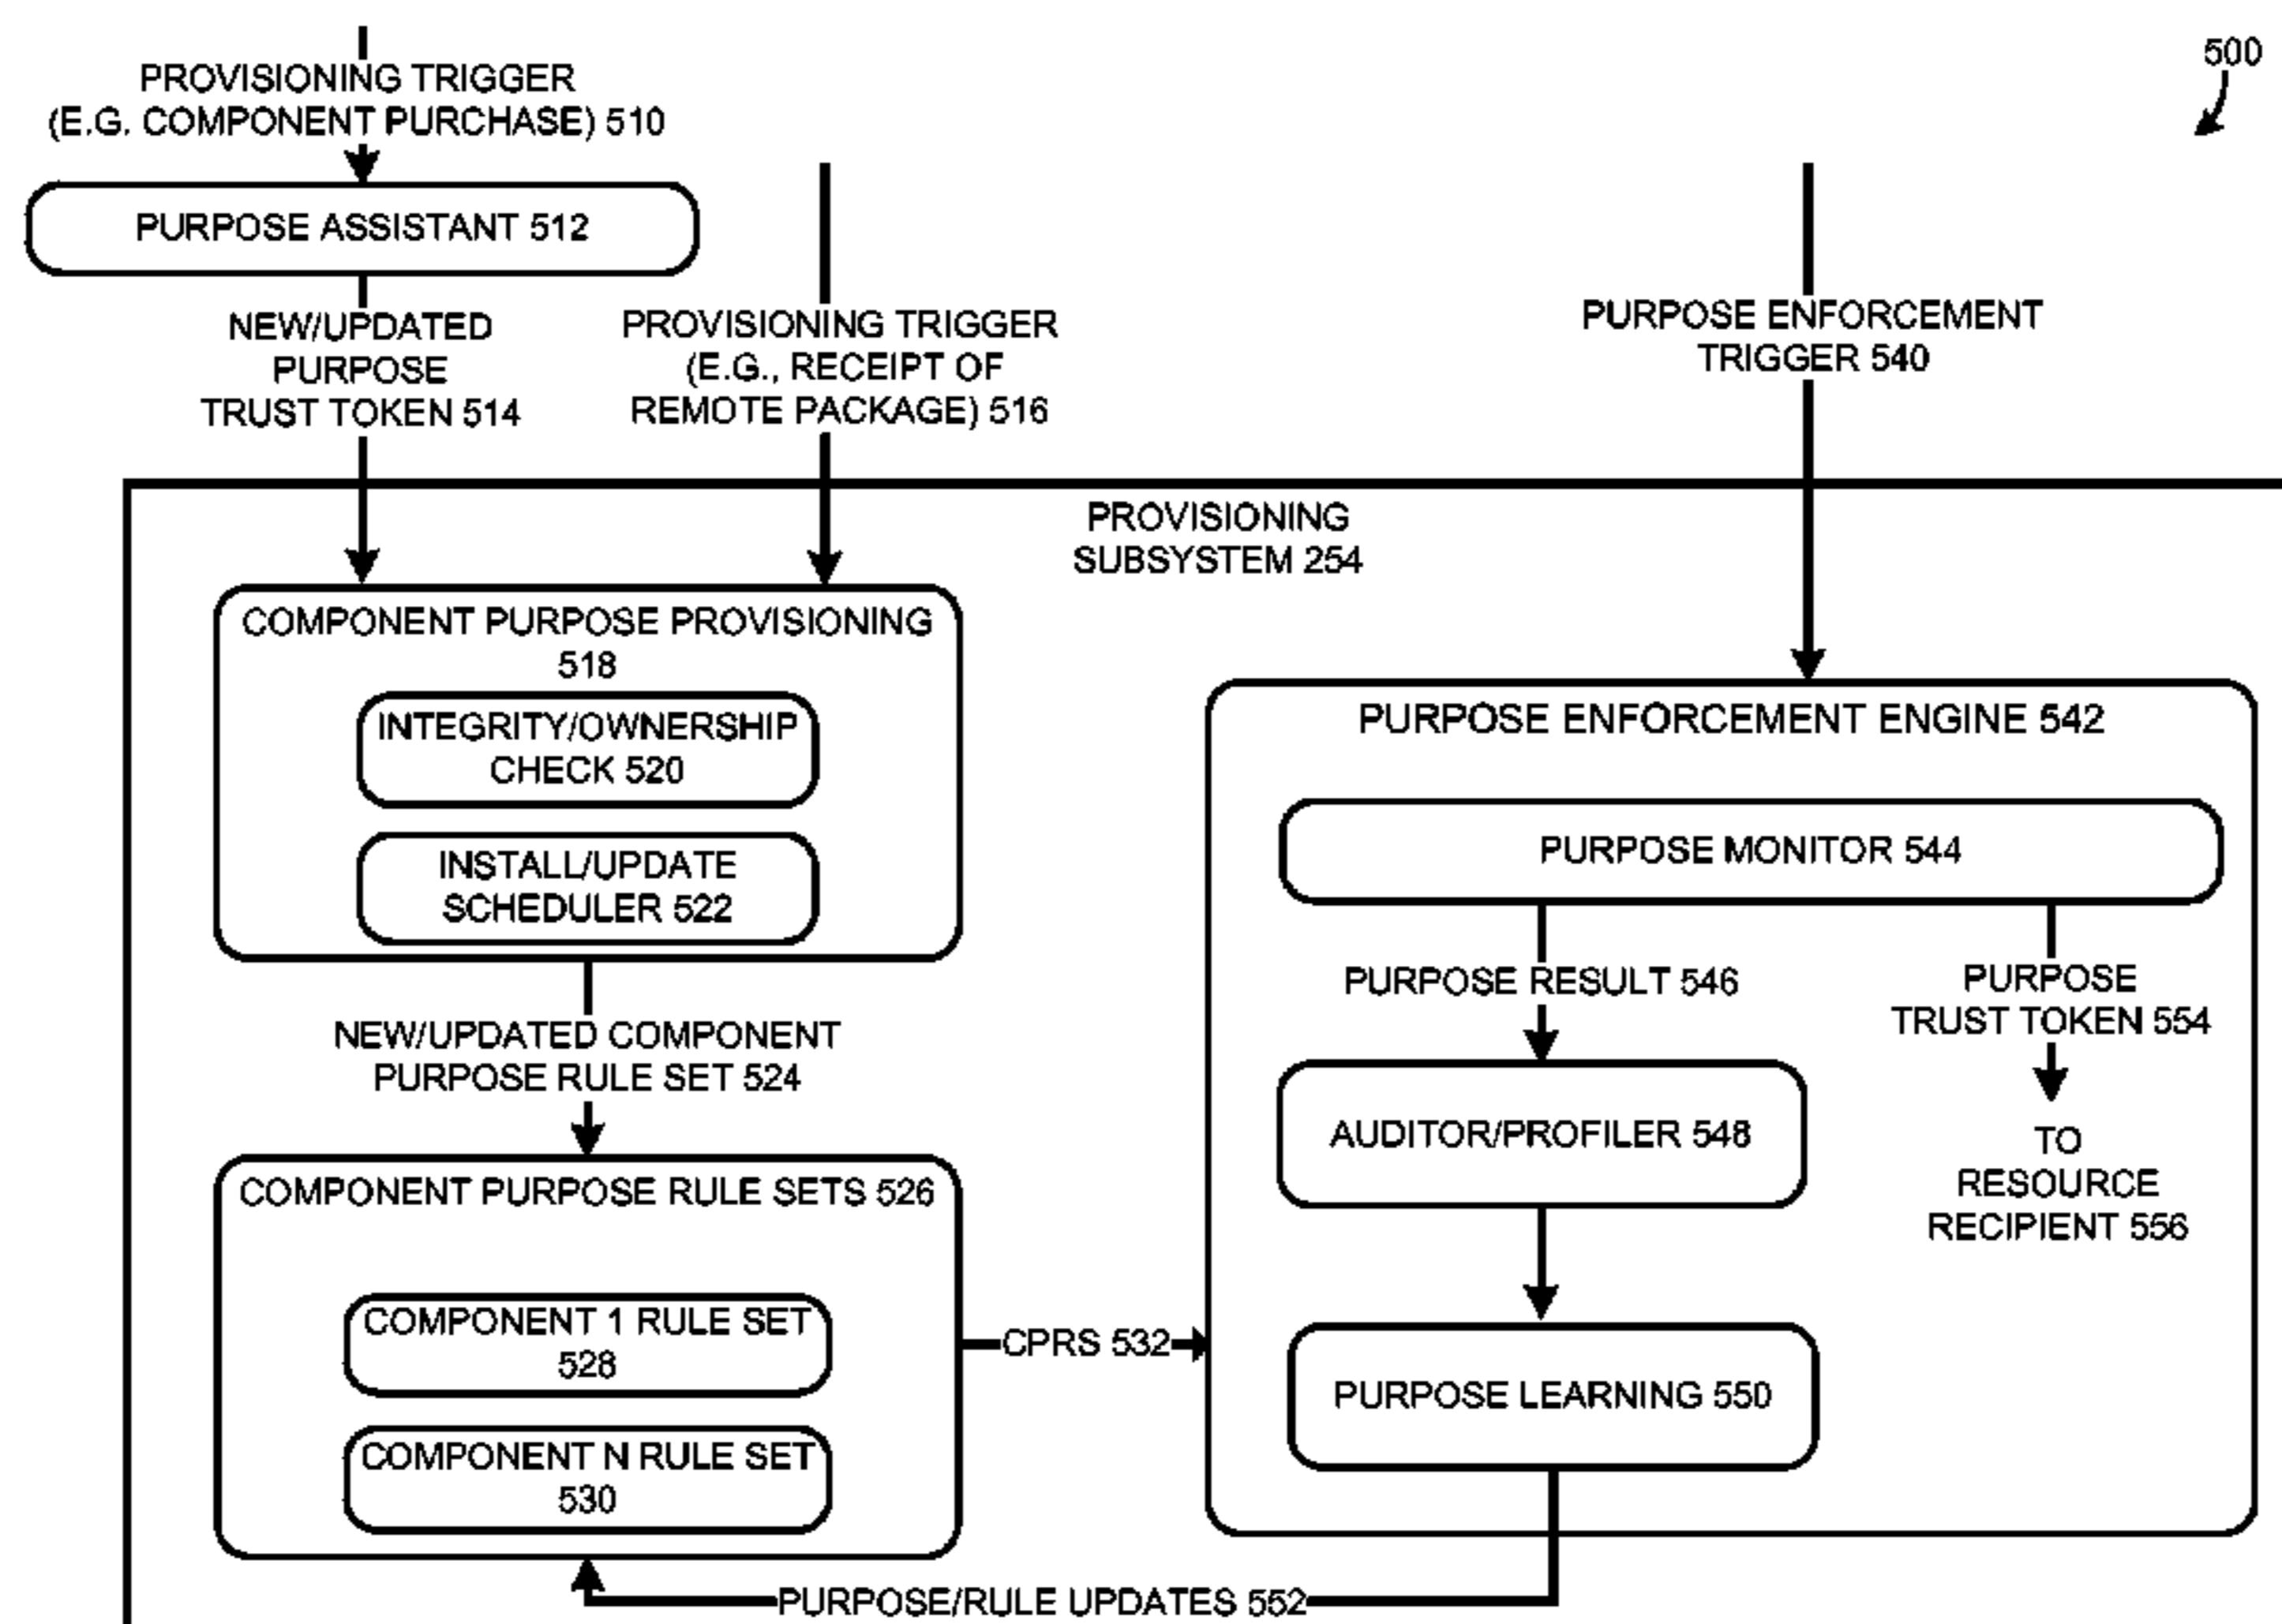 500
PROVISIONING TRIGGER
(E.G. COMPONENT PURCHASE) 510
PURPOSE ASSISTANT 512
NEW/UPDATED
PURPOSE
TRUST TOKEN 514
PROVISIONING TRIGGER
(E.G., RECEIPT OF
REMOTE PACKAGE) 516
PURPOSE ENFORCEMENT
TRIGGER 540
PROVISIONING
SUBSYSTEM 254
COMPONENT PURPOSE PROVISIONING
518
INTEGRITY/OWNERSHIP
CHECK 520
INSTALL/UPDATE
SCHEDULER 522
NEW/UPDATED COMPONENT
PURPOSE RULE SET 524
COMPONENT PURPOSE RULE SETS 526
COMPONENT 1 RULE SET
528
COMPONENT N RULE SET
530
CPRS 532
PURPOSE ENFORCEMENT ENGINE 542
PURPOSE MONITOR 544
PURPOSE RESULT 546
PURPOSE
TRUST TOKEN 554
AUDITOR/PROFILER 548
TO
RESOURCE
RECIPIENT 556
PURPOSE LEARNING 550
PURPOSE/RULE UPDATES 552